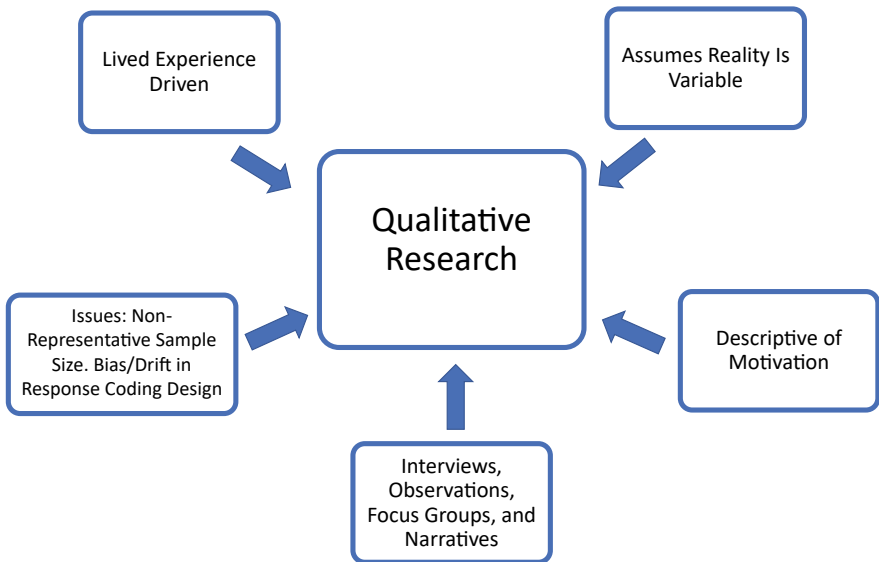 Lived Experience
Driven
Assumes Reality Is
Variable
Qualitative
Research
Issues: Non-
Representative Sample
Size. Bias/Drift in
Response Coding Design
Descriptive of
Motivation
Interviews,
Observations,
Focus Groups, and
Narratives